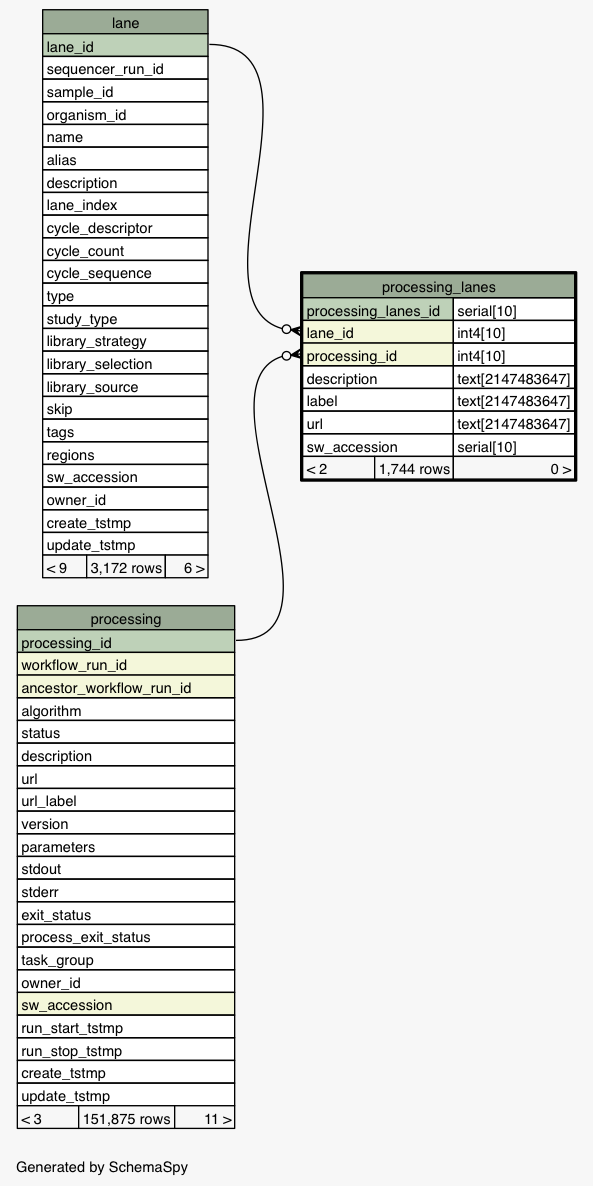 lane
lane_id
sequencer_run_id
sample_id
organism_id
name
alias
description
lane_index
cycle_descriptor
cycle_count
cycle_sequence
type
study_type
library_strategy
library_selection
library_source
skip
tags
regions
sw_accession
owner_id
create_tstmp
update_tstmp
< 9 3,172 rows 6 >
processing_lanes
processing_lanes_id serial[10]
lane_id int4[10]
processing_id int4[10]
description text[2147483647]
label text[2147483647]
url text[2147483647]
sw_accession serial[10]
< 2 1,744 rows 0 >
processing
processing_id
workflow_run_id
ancestor_workflow_run_id
algorithm
status
description
url
url_label
version
parameters
stdout
stderr
exit_status
process_exit_status
task_group
owner_id
sw_accession
run_start_tstmp
run_stop_tstmp
create_tstmp
update_tstmp
< 3 151,875 rows 11 >
Generated by SchemaSpy